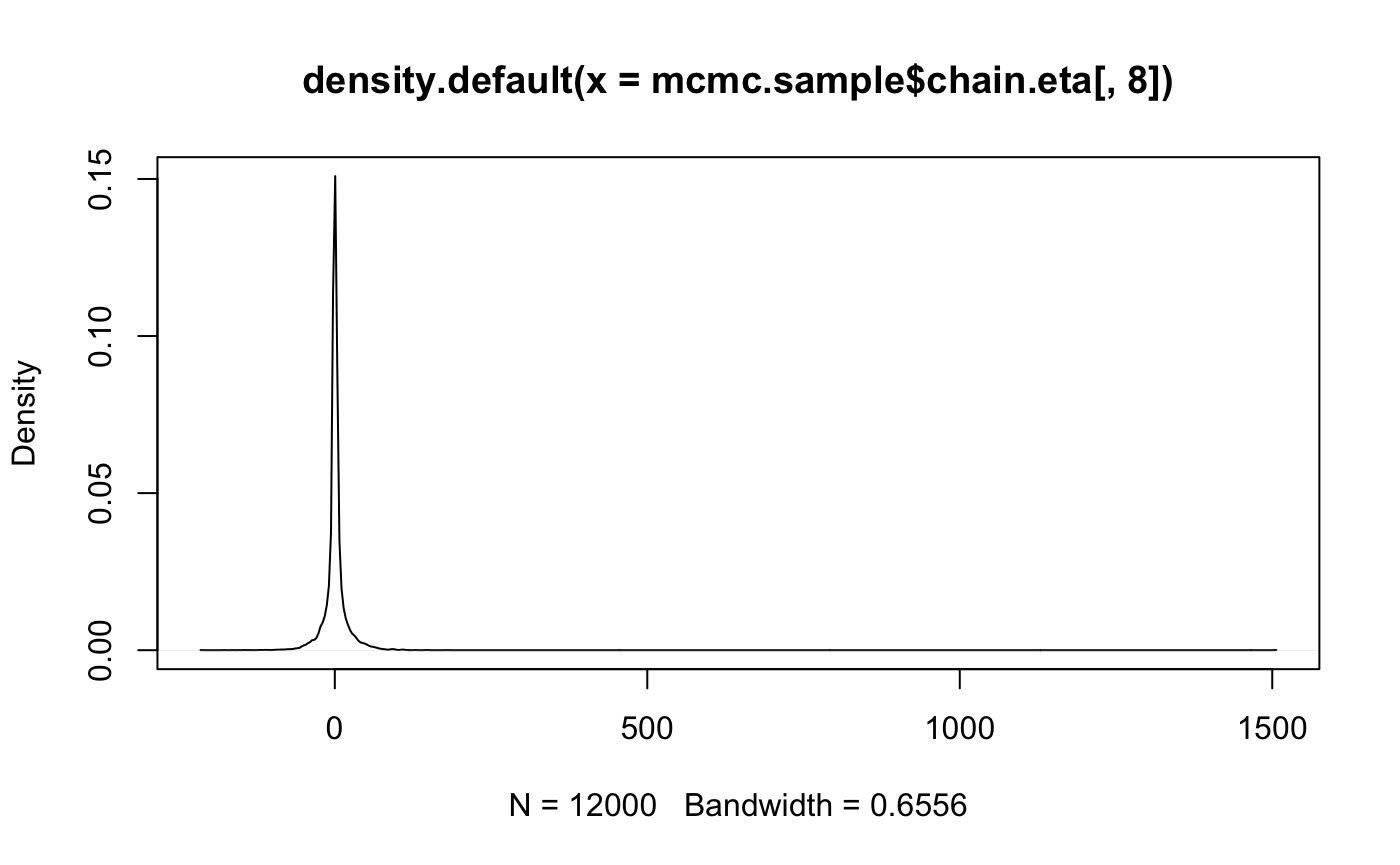 density.default(x = mcmc.sample$chain.eta[, 8])
0.15
0.10
0.05
0.00
Density
0 500 1000 1500
N = 12000 Bandwidth = 0.6556